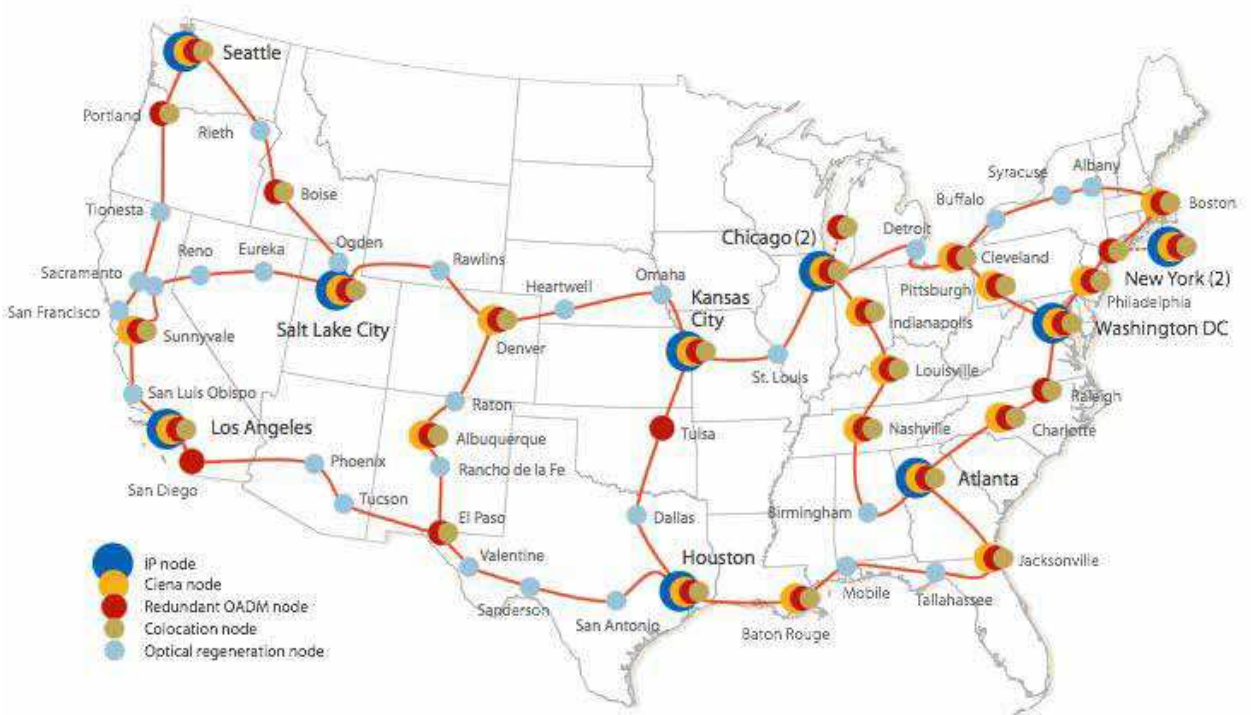 Seattle
Portland
Rieth
Boise
Tionesta
Reno
Eureka
Ogden
Sacramento
San Francisco
Sunnyvale
Salt Lake City
Rawlins
Heartwell
Omaha
Denver
Kansas
City
St. Louis
Chicago (2)
Detroit
Buffalo
Syracuse
Albany
Boston
Cleveland
New York (2)
Pittsburgh
Philadelphia
Washington DC
Indianapolis
Louisville
Raleigh
Nashville
Charlotte
San Luis Obispo
Los Angeles
San Diego
Phoenix
Tucson
Raton
Albuquerque
Rancho de la Fe
El Paso
Tulsa
Dallas
Birmingham
Atlanta
Valentine
Sanderson
San Antonio
Houston
Baton Rouge
Mobile
Tallahassee
Jacksonville
IP node
Ciena node
Redundant OADM node
Colocation node
Optical regeneration node